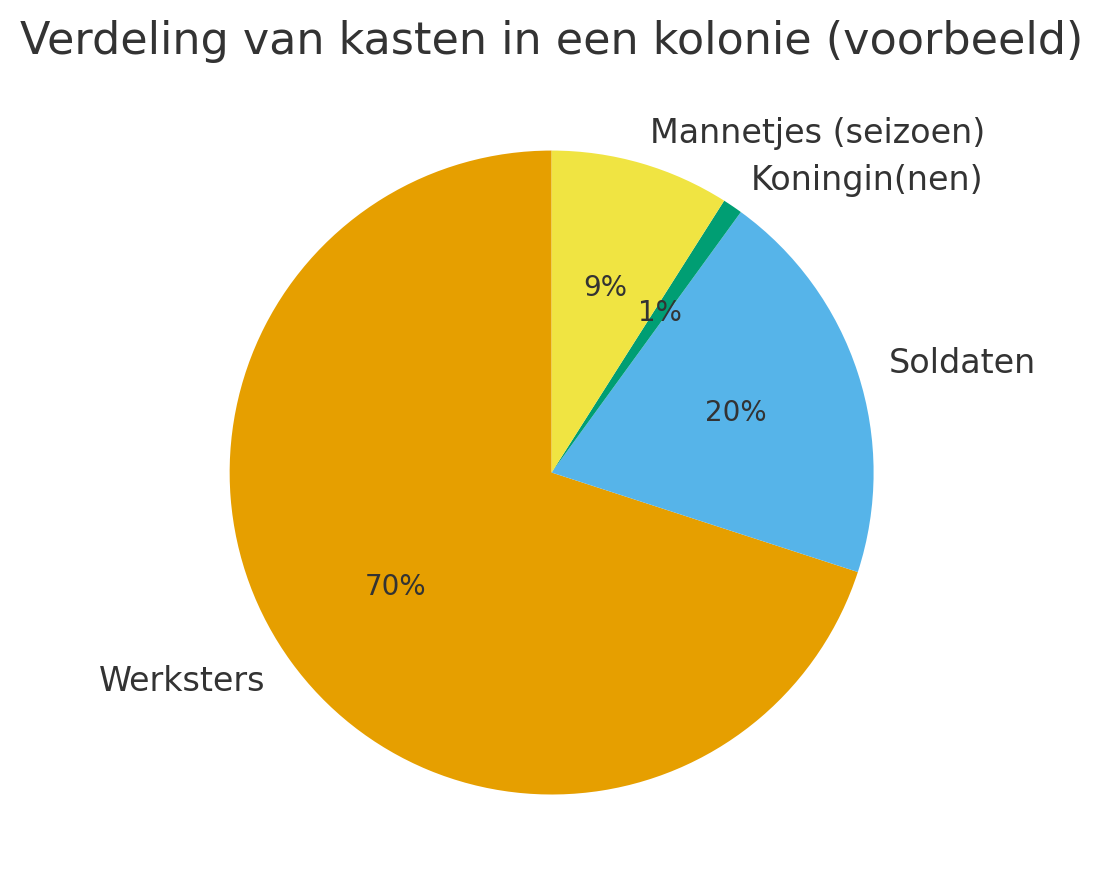 Verdeling van kasten in een kolonie (voorbeeld)
Mannetjes (seizoen)
Koningin(nen)
9%
1%
Soldaten
20%
70%
Werksters